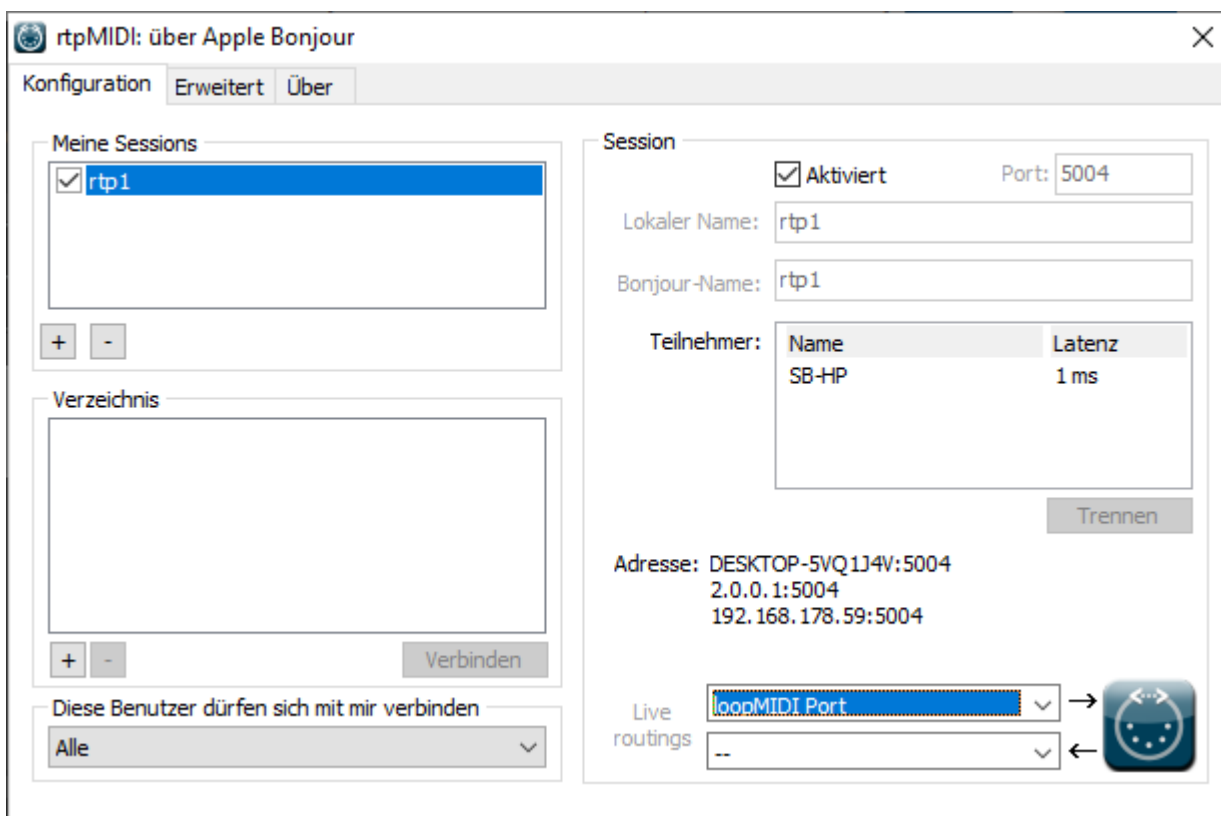 rtpMIDI: über Apple Bonjour
Konfiguration Erweitert Über
Meine Sessions
rtp1
+ -
Verzeichnis
+ - Verbinden
Diese Benutzer dürfen sich mit mir verbinden
Alle
Session
Aktiviert Port: 5004
Lokaler Name: rtp1
Bonjour-Name: rtp1
Teilnehmer: Name Latenz
SB-HP 1 ms
Trennen
Adresse: DESKTOP-5VQ1J4V:5004
2.0.0.1:5004
192.168.178.59:5004
Live routings
loopMIDI Port →
-- ←